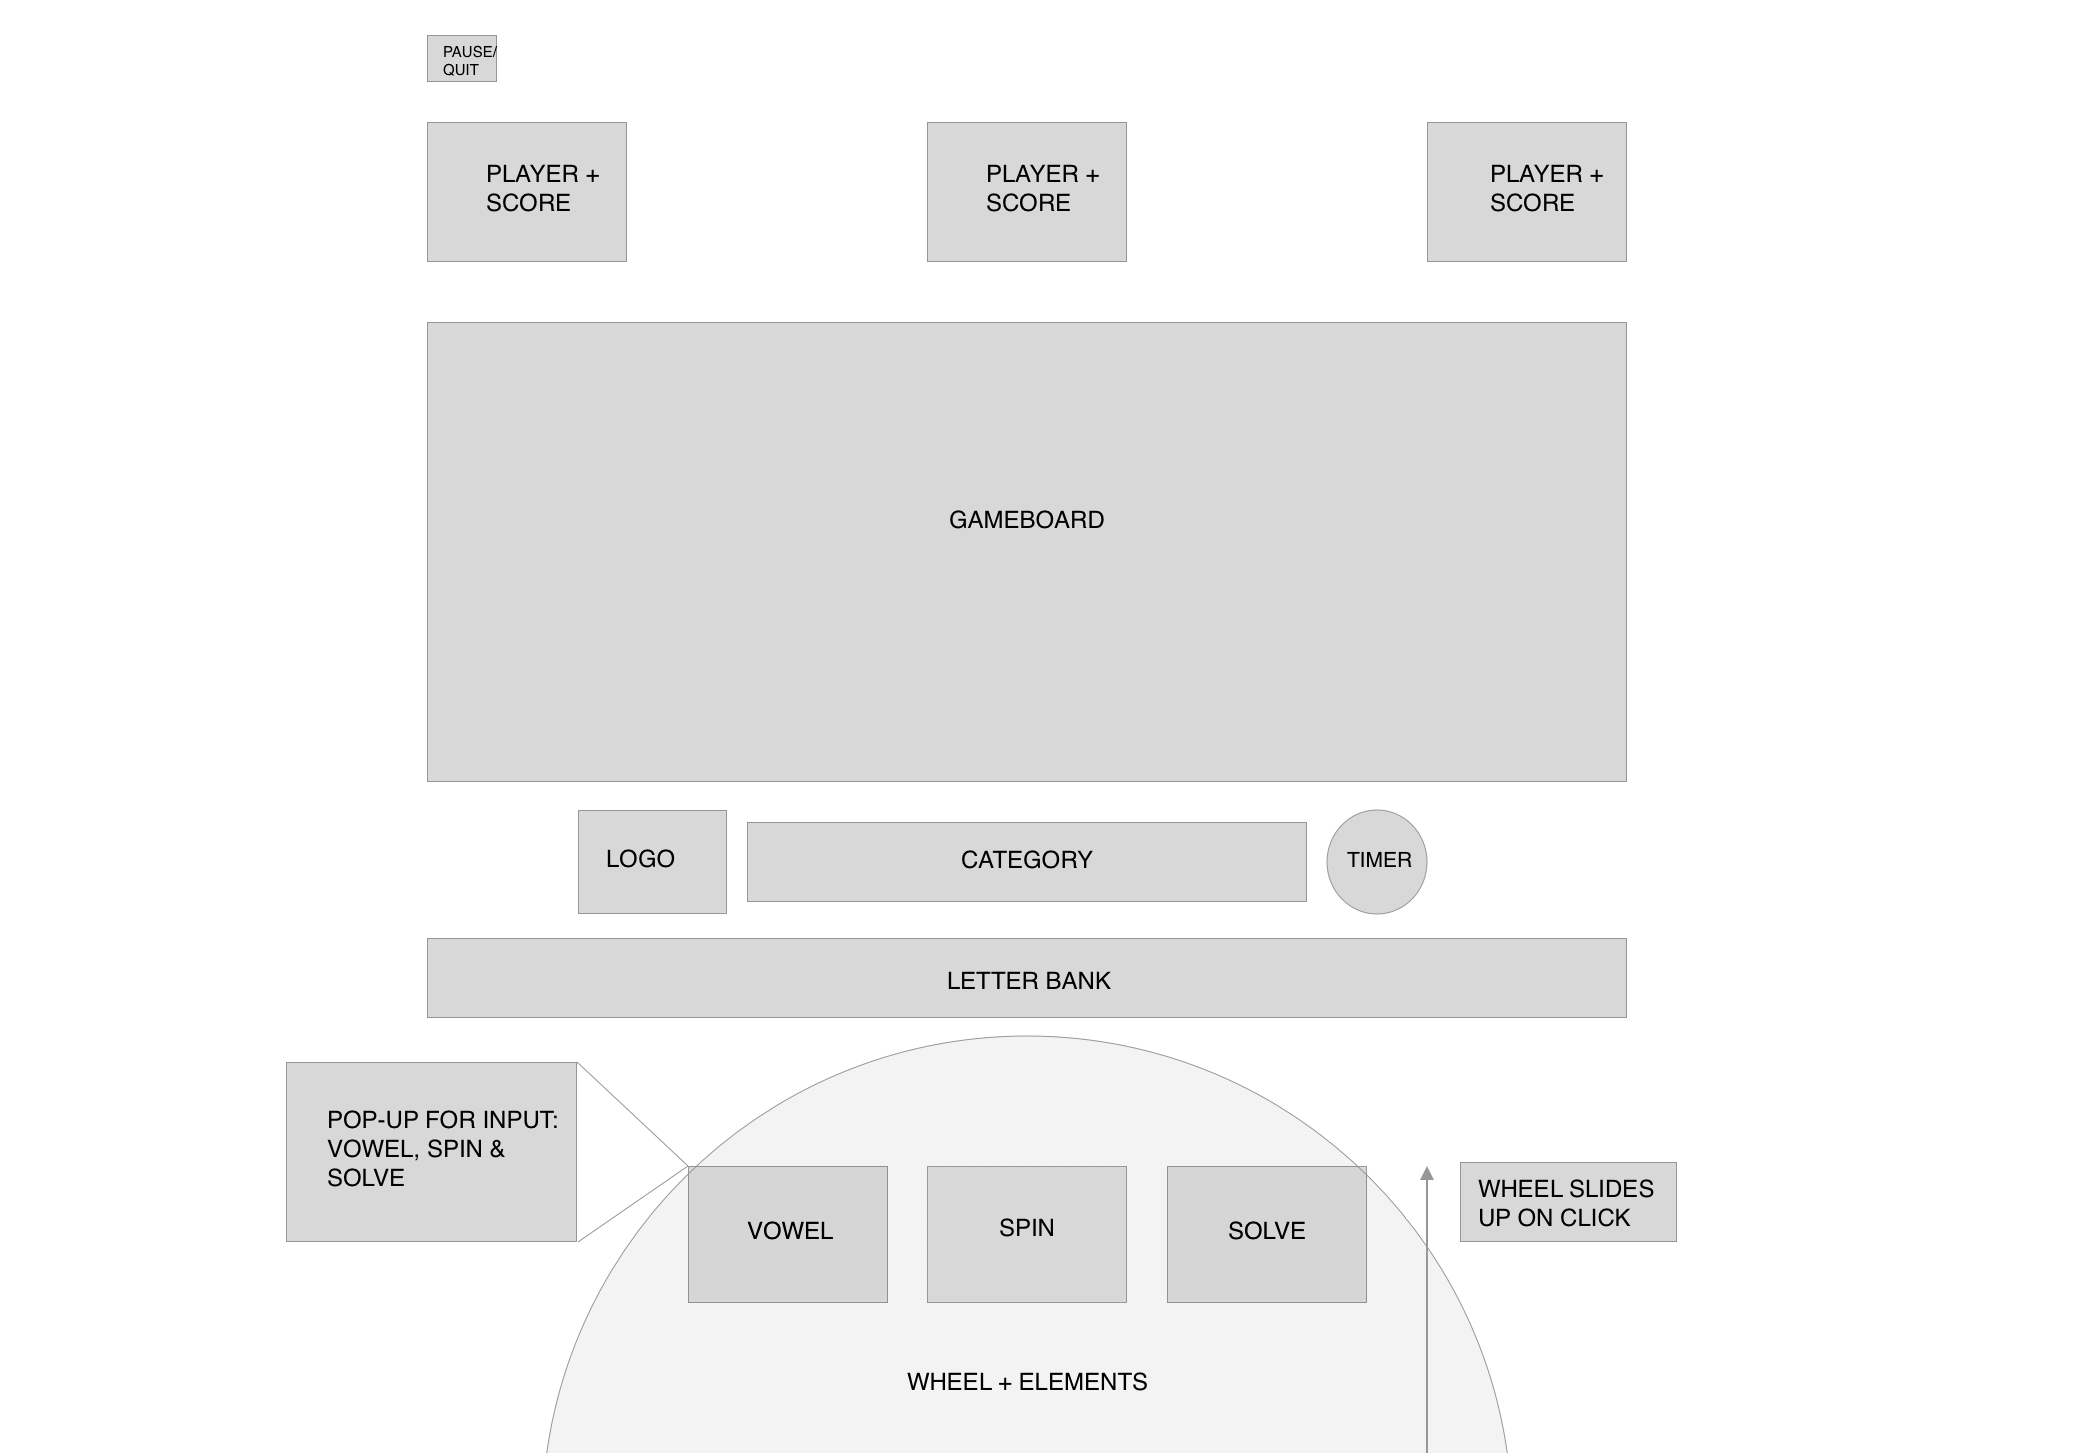 PAUSE/
QUIT
PLAYER +
SCORE
PLAYER +
SCORE
PLAYER +
SCORE
GAMEBOARD
LOGO
CATEGORY
TIMER
LETTER BANK
POP-UP FOR INPUT:
VOWEL, SPIN &
SOLVE
VOWEL
SPIN
SOLVE
WHEEL SLIDES
UP ON CLICK
WHEEL + ELEMENTS